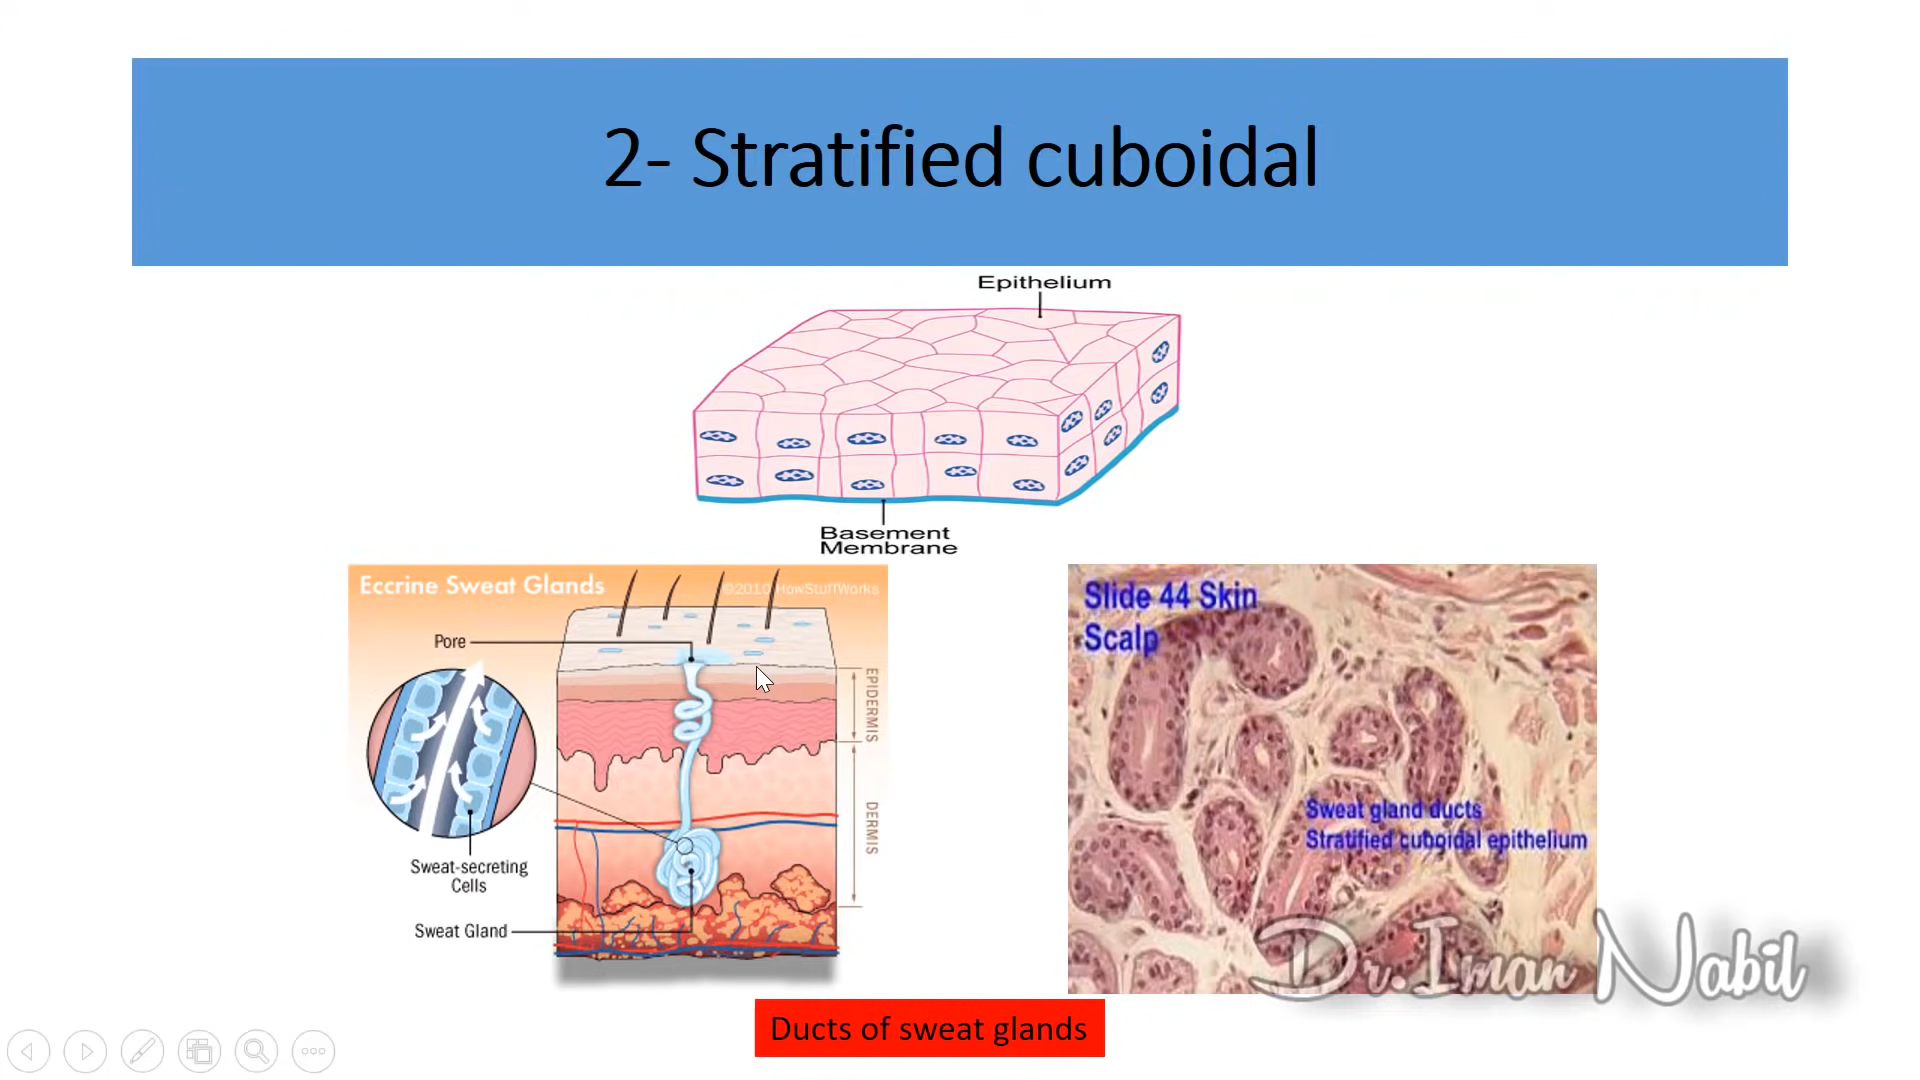 2- Stratified cuboidal
Epithelium
Basement
Membrane
Eccrine Sweat Glands
©2010 HowStuffWorks
Pore
EPIDERMIS
DERMIS
Sweat-secreting
Cells
Sweat Gland
Slide 44 Skin
Scalp
Sweat gland ducts
Stratified cuboidal epithelium
Dr.Iman Nabil
Ducts of sweat glands